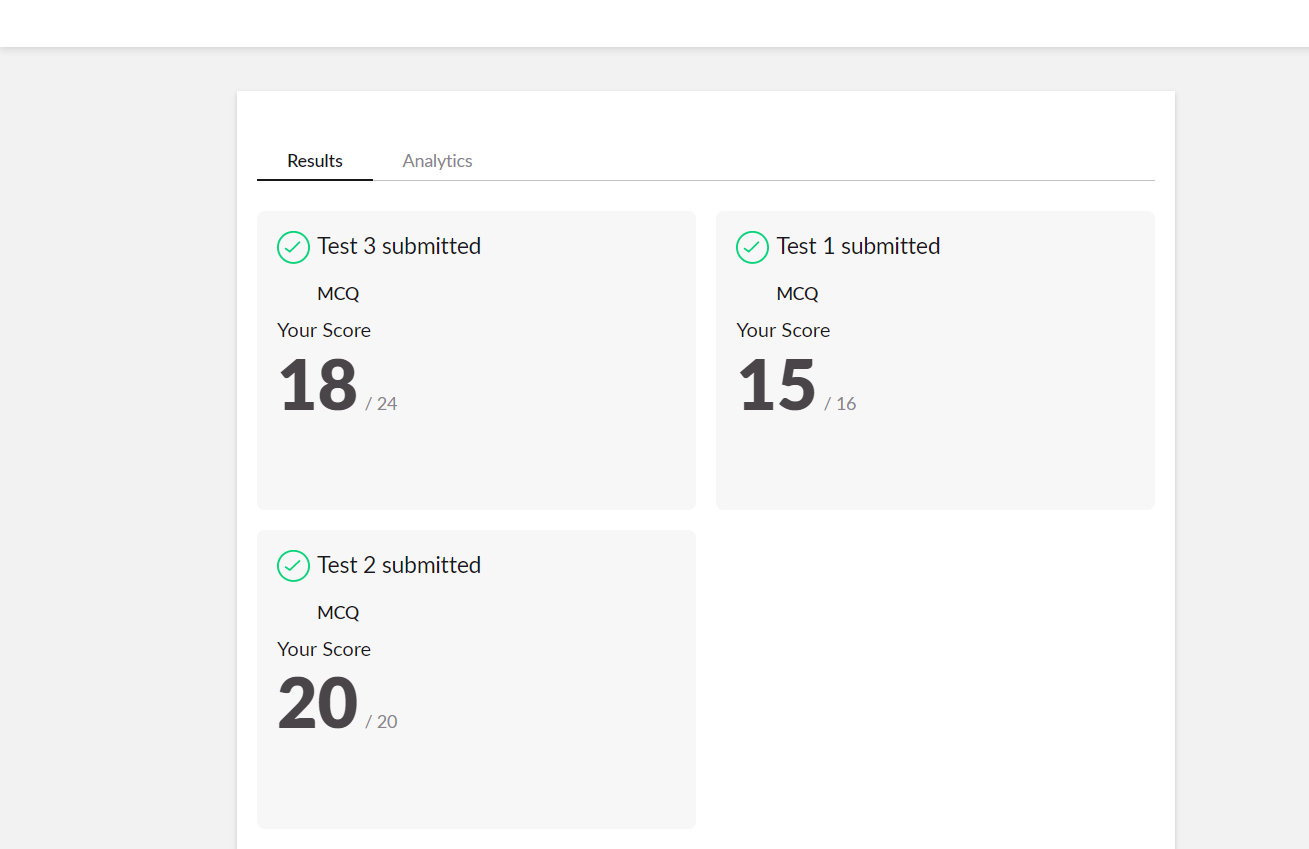 Results
Analytics
Test 3 submitted
MCQ
Your Score
18 / 24
Test 1 submitted
MCQ
Your Score
15 / 16
Test 2 submitted
MCQ
Your Score
20 / 20